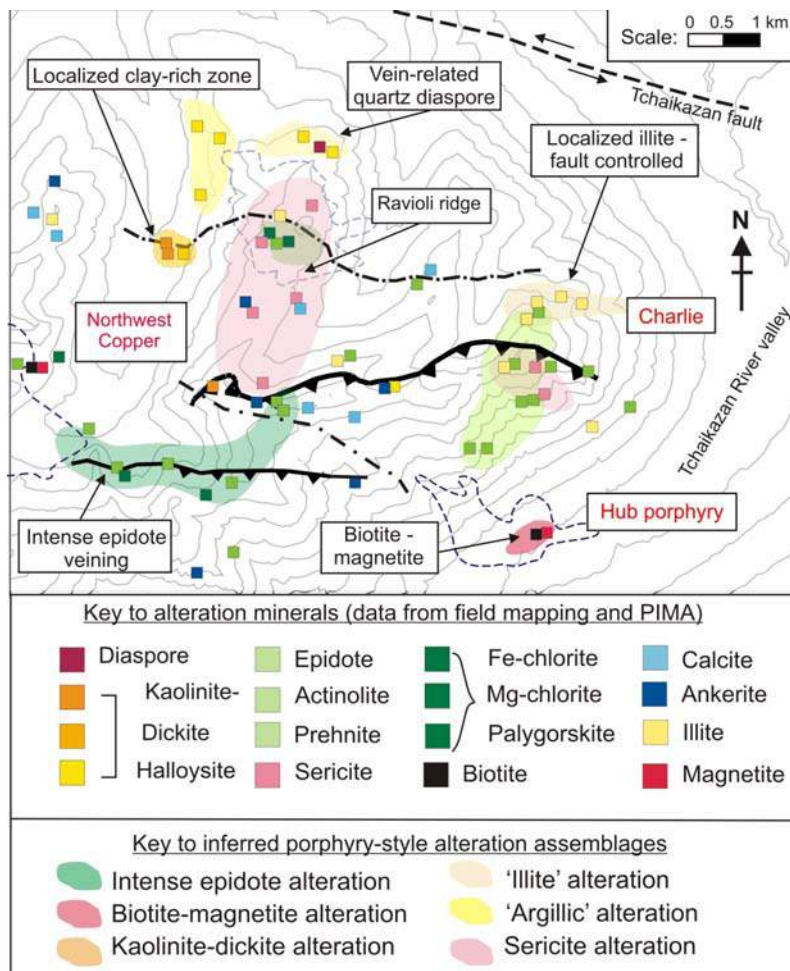 Scale:
0 0.5 1 km
Localized clay-rich zone
Vein-related
quartz diaspore
Tchaikazan fault
Localized illite -
fault controlled
Ravioli ridge
N
Northwest
Copper
Charlie
Tchaikazan River valley
Hub porphyry
Biotite -
magnetite
Intense epidote
veining
Key to alteration minerals (data from field mapping and PIMA)
Diaspore
Epidote
Fe-chlorite
Calcite
Kaolinite-
Actinolite
Mg-chlorite
Ankerite
Dickite
Prehnite
Palygorskite
Illite
Halloysite
Sericite
Biotite
Magnetite
Key to inferred porphyry-style alteration assemblages
Intense epidote alteration
'Illite' alteration
Biotite-magnetite alteration
'Argillic' alteration
Kaolinite-dickite alteration
Sericite alteration